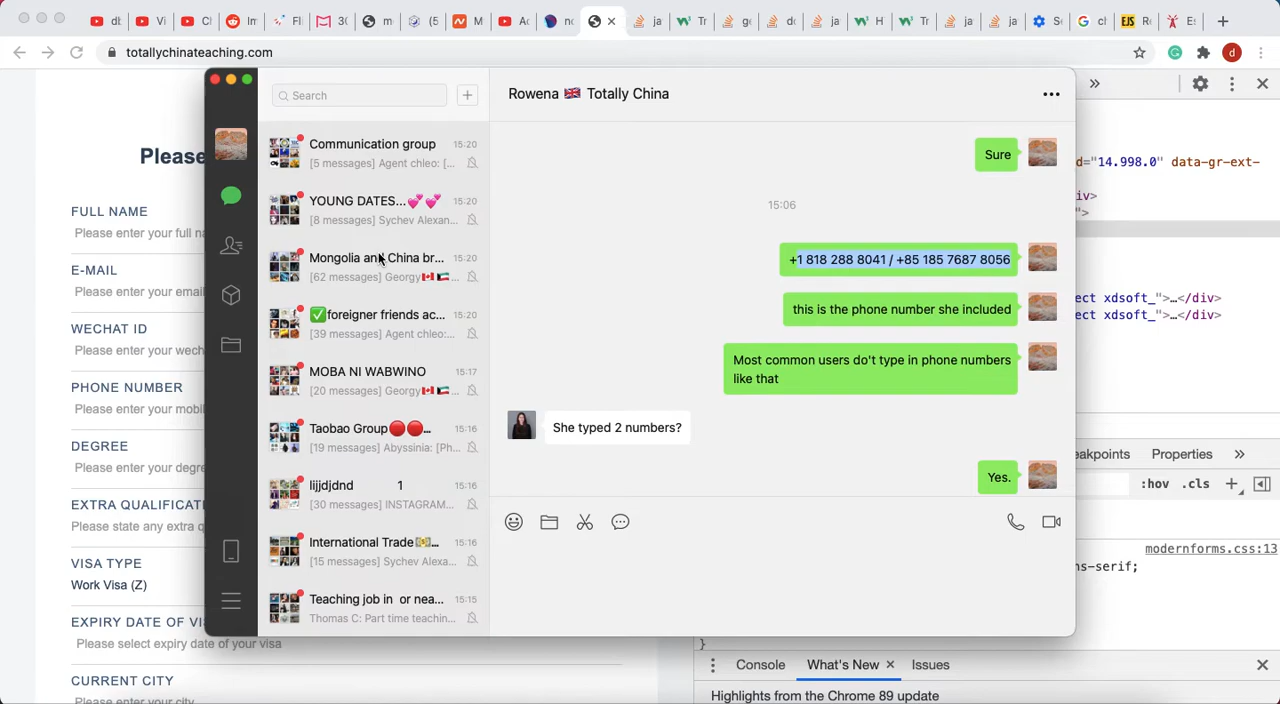 totallychinateaching.com
Please
FULL NAME
Please enter your full n
E-MAIL
Please enter your email
WECHAT ID
Please enter your wech
PHONE NUMBER
Please enter your mobil
DEGREE
Please enter your degre
EXTRA QUALIFICAT
Please state any extra q
VISA TYPE
Work Visa (Z)
EXPIRY DATE OF VIS
Please select expiry date of your visa
CURRENT CITY
Please enter your city
Search
Communication group 15:20
[5 messages] Agent chleo: [...
YOUNG DATES...💕💕 15:20
[8 messages] Sychev Alexan...
Mongolia and China br... 15:20
[62 messages] Georgy🇨🇦🇰🇼...
✅foreigner friends ac... 15:20
[39 messages] Agent chleo:...
MOBA NI WABWINO 15:17
[20 messages] Georgy🇨🇦🇰🇼...
Taobao Group🔴🔴... 15:16
[19 messages] Abyssinia: [Ph...
lijjdjdnd 1 15:16
[30 messages] INSTAGRAM...
International Trade💵... 15:16
[15 messages] Sychev Alexa...
Teaching job in or nea... 15:15
Thomas C: Part time teachin...
Rowena 🇬🇧 Totally China
Sure
15:06
+1 818 288 8041 / +85 185 7687 8056
this is the phone number she included
Most common users do't type in phone numbers
like that
She typed 2 numbers?
Yes.
d="14.998.0" data-gr-ext-
iv>
">
ect xdsoft_">…</div>
ect xdsoft_">…</div>
eakpoints Properties
:hov .cls
modernforms.css:13
ns-serif;
}
Console What's New Issues
Highlights from the Chrome 89 update